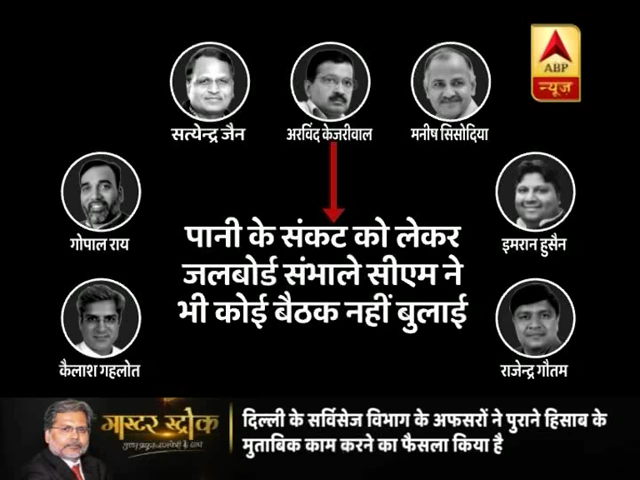 ABP
न्यूज़
सत्येन्द्र जैन
अरविंद केजरीवाल
मनीष सिसोदिया
गोपाल राय
इमरान हुसैन
पानी के संकट को लेकर
जलबोर्ड संभाले सीएम ने
भी कोई बैठक नहीं बुलाई
कैलाश गहलोत
राजेन्द्र गौतम
मास्टर स्ट्रोक
दिल्ली के सर्विसेज विभाग के अफसरों ने पुराने हिसाब के
मुताबिक काम करने का फैसला किया है